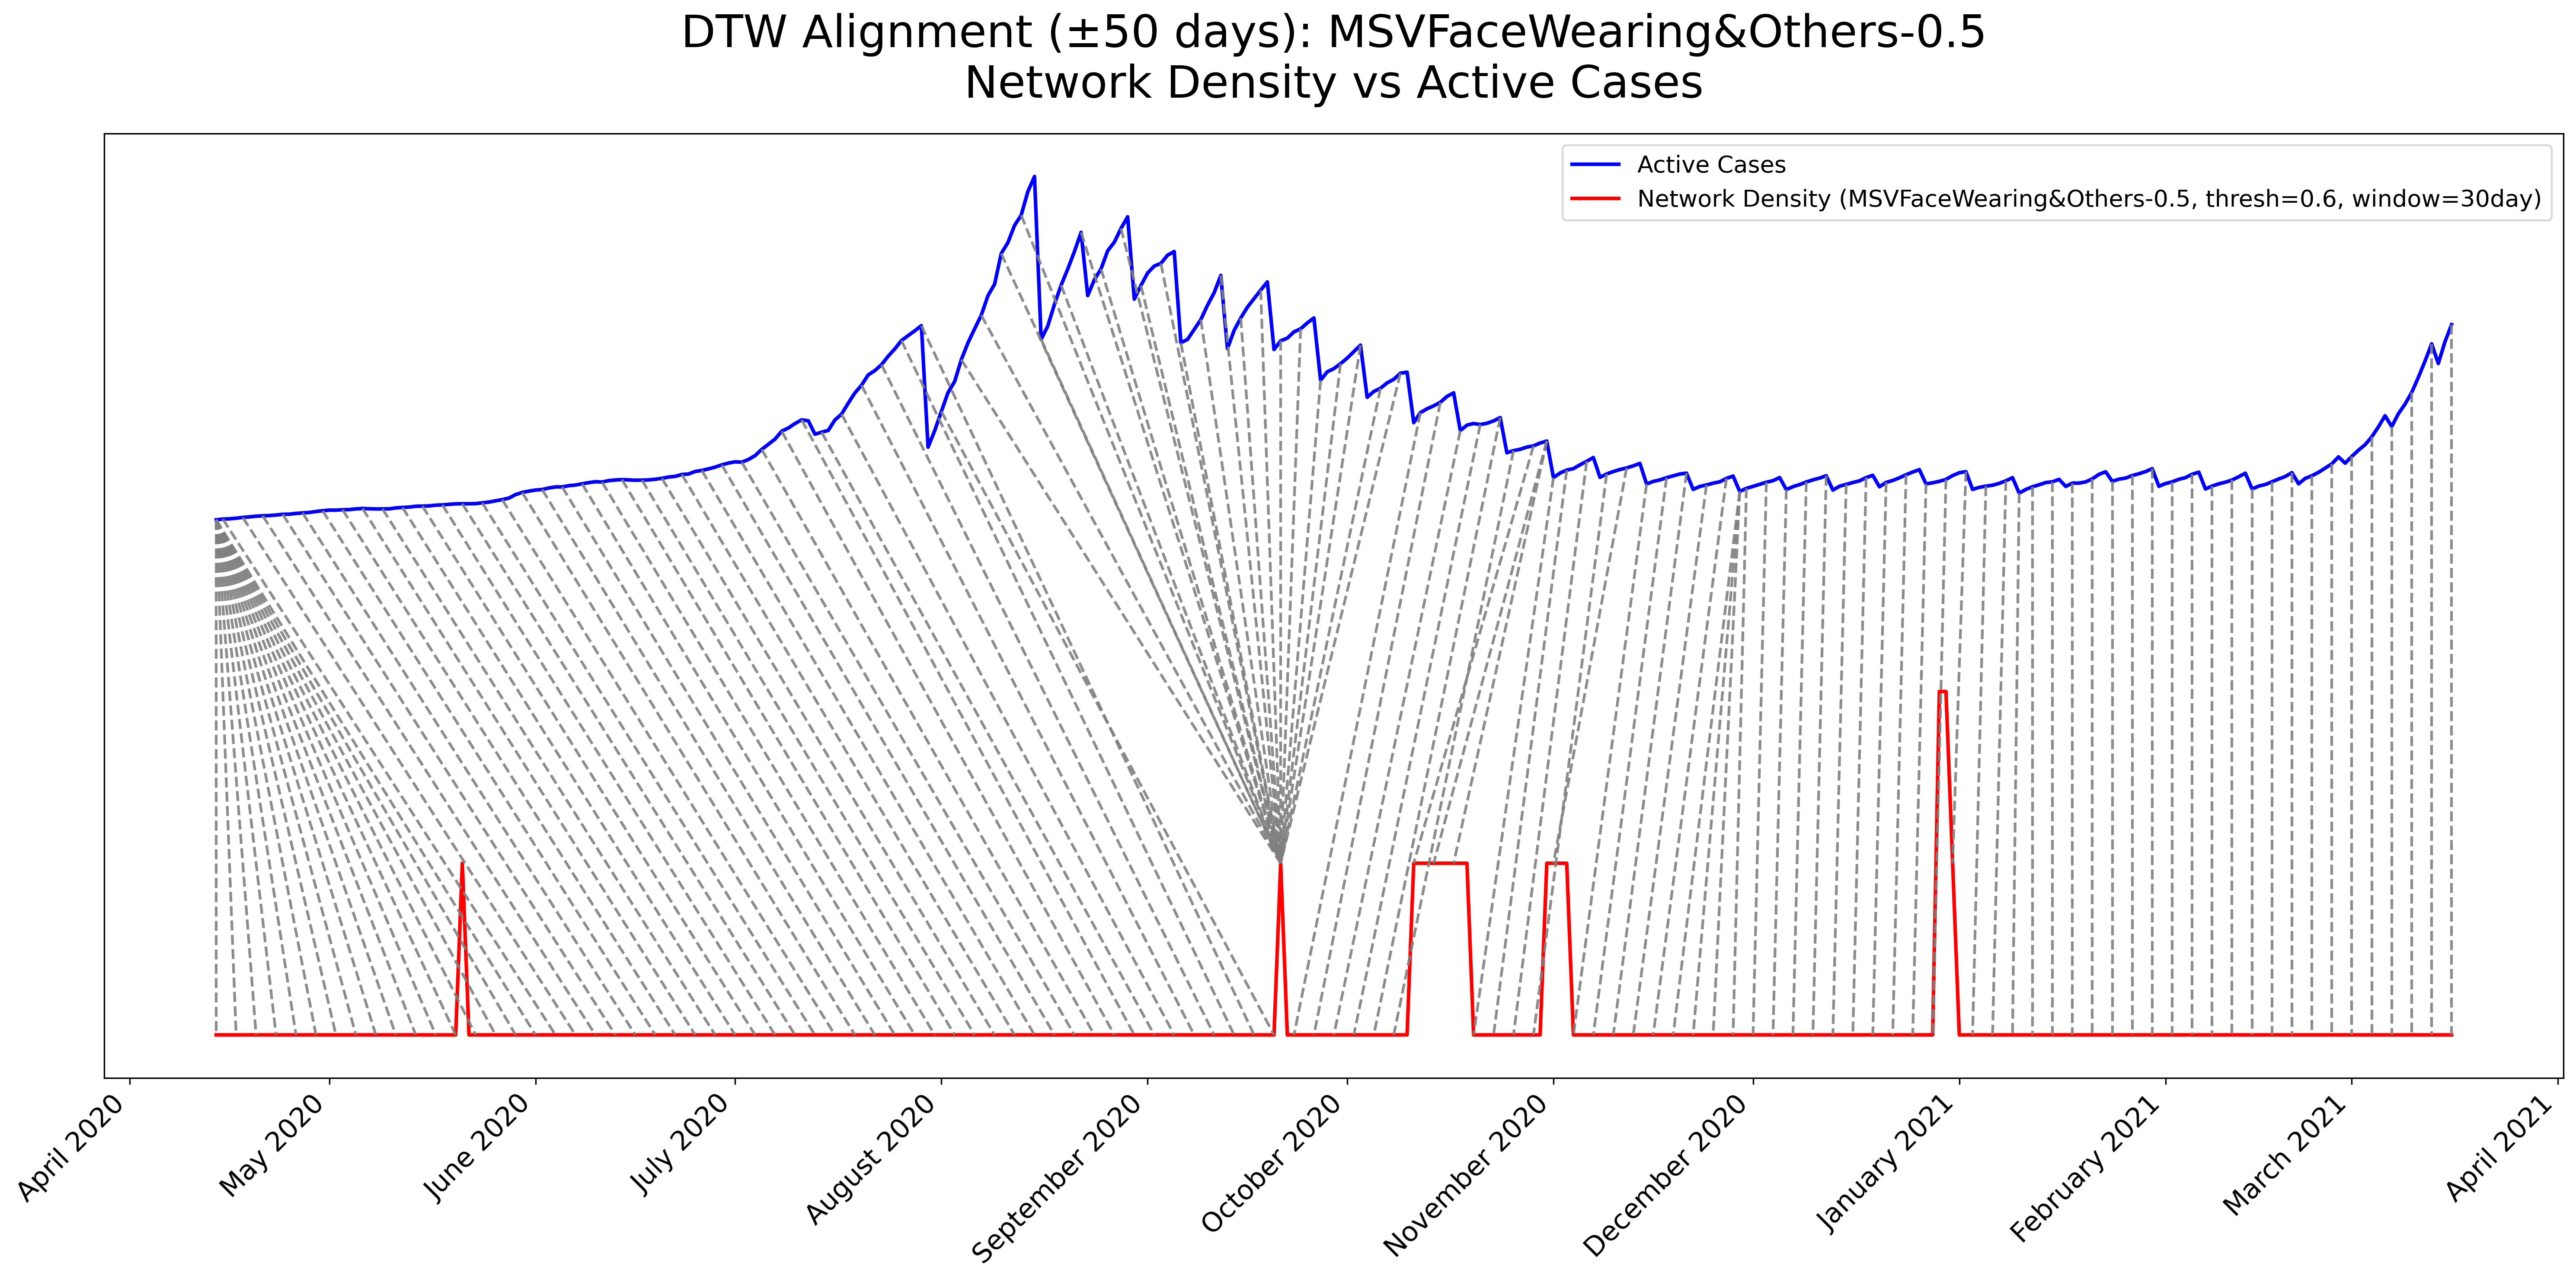 DTW Alignment (±50 days): MSVFaceWearing&Others-0.5
Network Density vs Active Cases
Active Cases
Network Density (MSVFaceWearing&Others-0.5, thresh=0.6, window=30day)
April 2020
May 2020
June 2020
July 2020
August 2020
September 2020
October 2020
November 2020
December 2020
January 2021
February 2021
March 2021
April 2021